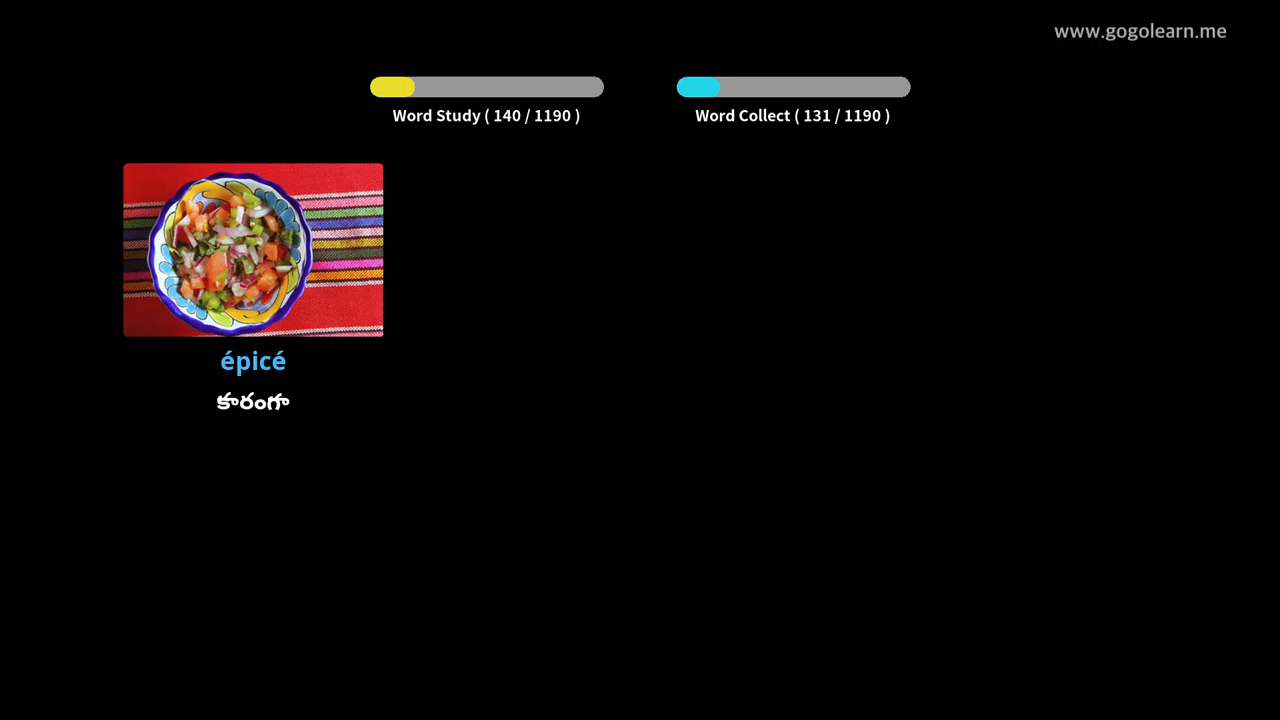 www.gogolearn.me
Word Study ( 140 / 1190 )
Word Collect ( 131 / 1190 )
épicé
కారంగా